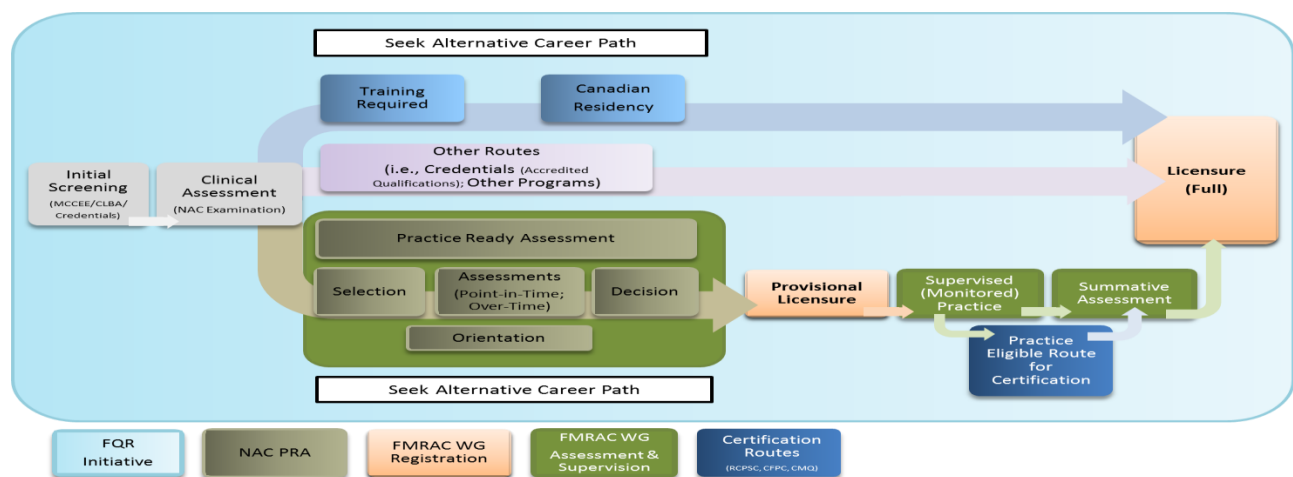 Seek Alternative Career Path
Training
Required
Canadian
Residency
Other Routes
(i.e., Credentials (Accredited
Qualifications); Other Programs)
Initial
Screening
(MCCEE/CLBA/
Credentials)
Clinical
Assessment
(NAC Examination)
Licensure
(Full)
Practice Ready Assessment
Selection
Assessments
(Point-in-Time;
Over-Time)
Decision
Orientation
Provisional
Licensure
Supervised
(Monitored)
Practice
Summative
Assessment
Practice
Eligible Route
for
Certification
Seek Alternative Career Path
FQR
Initiative
NAC PRA
FMRAC WG
Registration
FMRAC WG
Assessment &
Supervision
Certification
Routes
(RCPSC, CFPC, CMQ)